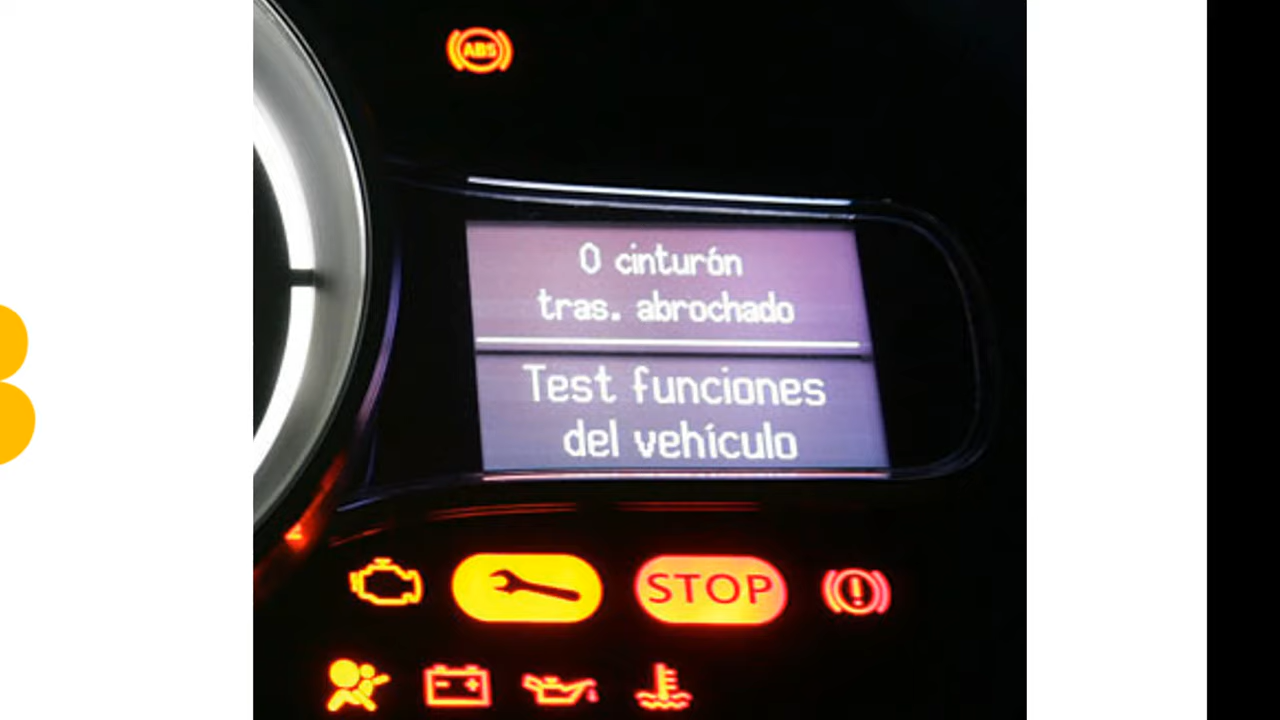 ABS
0 cinturón
tras. abrochado
Test funciones
del vehículo
STOP